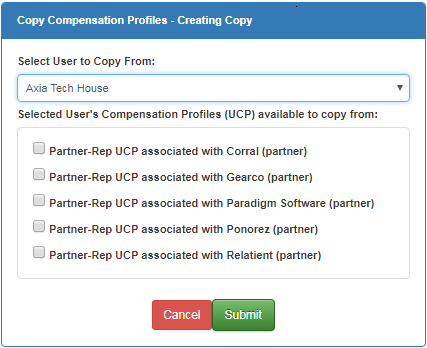 Copy Compensation Profiles - Creating Copy
Select User to Copy From:
Axia Tech House
Selected User's Compensation Profiles (UCP) available to copy from:
Partner-Rep UCP associated with Corral (partner)
Partner-Rep UCP associated with Gearco (partner)
Partner-Rep UCP associated with Paradigm Software (partner)
Partner-Rep UCP associated with Ponorez (partner)
Partner-Rep UCP associated with Relatient (partner)
Cancel Submit